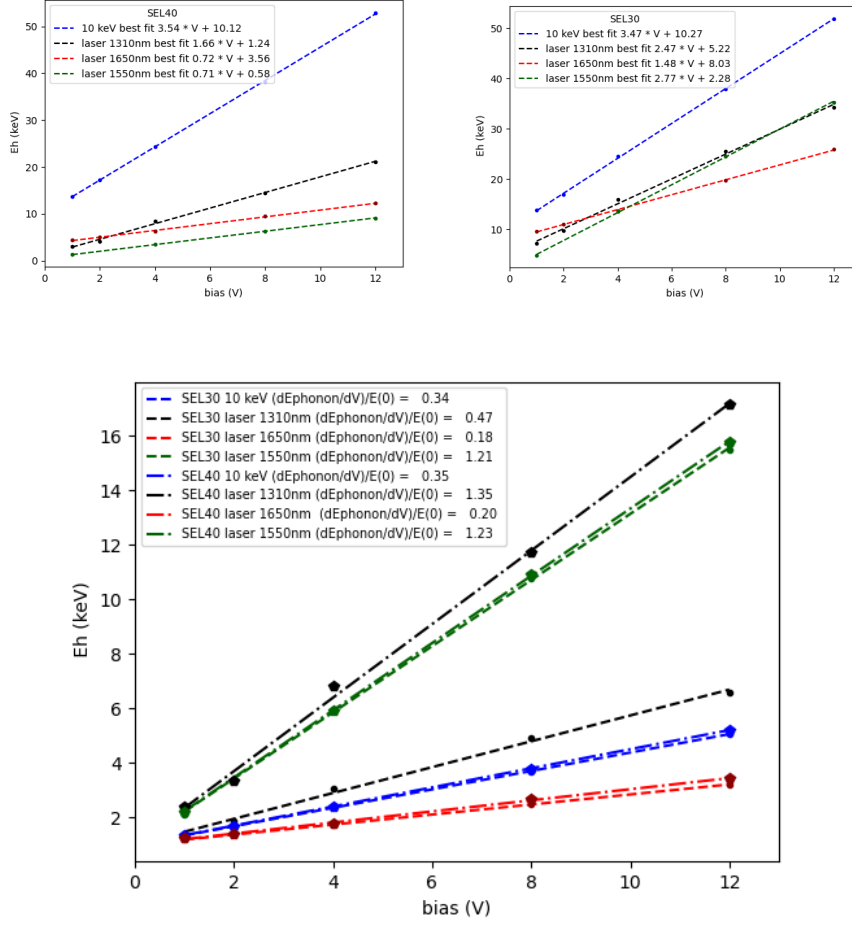 SEL40
10 keV best fit 3.54 * V + 10.12
laser 1310nm best fit 1.66 * V + 1.24
laser 1650nm best fit 0.72 * V + 3.56
laser 1550nm best fit 0.71 * V + 0.58
50
40
30
20
10
0
Eh (keV)
0
2
4
6
8
10
12
bias (V)
SEL30
10 keV best fit 3.47 * V + 10.27
laser 1310nm best fit 2.47 * V + 5.22
laser 1650nm best fit 1.48 * V + 8.03
laser 1550nm best fit 2.77 * V + 2.28
50
40
30
20
10
Eh (keV)
0
2
4
6
8
10
12
bias (V)
SEL30 10 keV (dEphonon/dV)/E(0) = 0.34
SEL30 laser 1310nm (dEphonon/dV)/E(0) = 0.47
SEL30 laser 1650nm (dEphonon/dV)/E(0) = 0.18
SEL30 laser 1550nm (dEphonon/dV)/E(0) = 1.21
SEL40 10 keV (dEphonon/dV)/E(0) = 0.35
SEL40 laser 1310nm (dEphonon/dV)/E(0) = 1.35
SEL40 laser 1650nm (dEphonon/dV)/E(0) = 0.20
SEL40 laser 1550nm (dEphonon/dV)/E(0) = 1.23
16
14
12
10
8
6
4
2
Eh (keV)
0
2
4
6
8
10
12
bias (V)